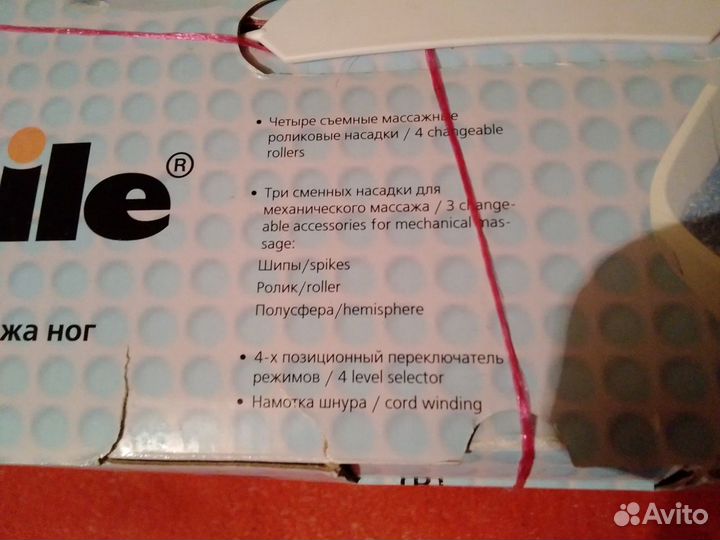 • Четыре съемные массажные
роликовые насадки / 4 changeable
rollers
ile®
• Три сменных насадки для
механического массажа / 3 change-
able accessories for mechanical mas-
sage:
Шипы/spikes
Ролик/roller
Полусфера/hemisphere
жа ног
• 4-х позиционный переключатель
режимов / 4 level selector
• Намотка шнура / cord winding
Avito